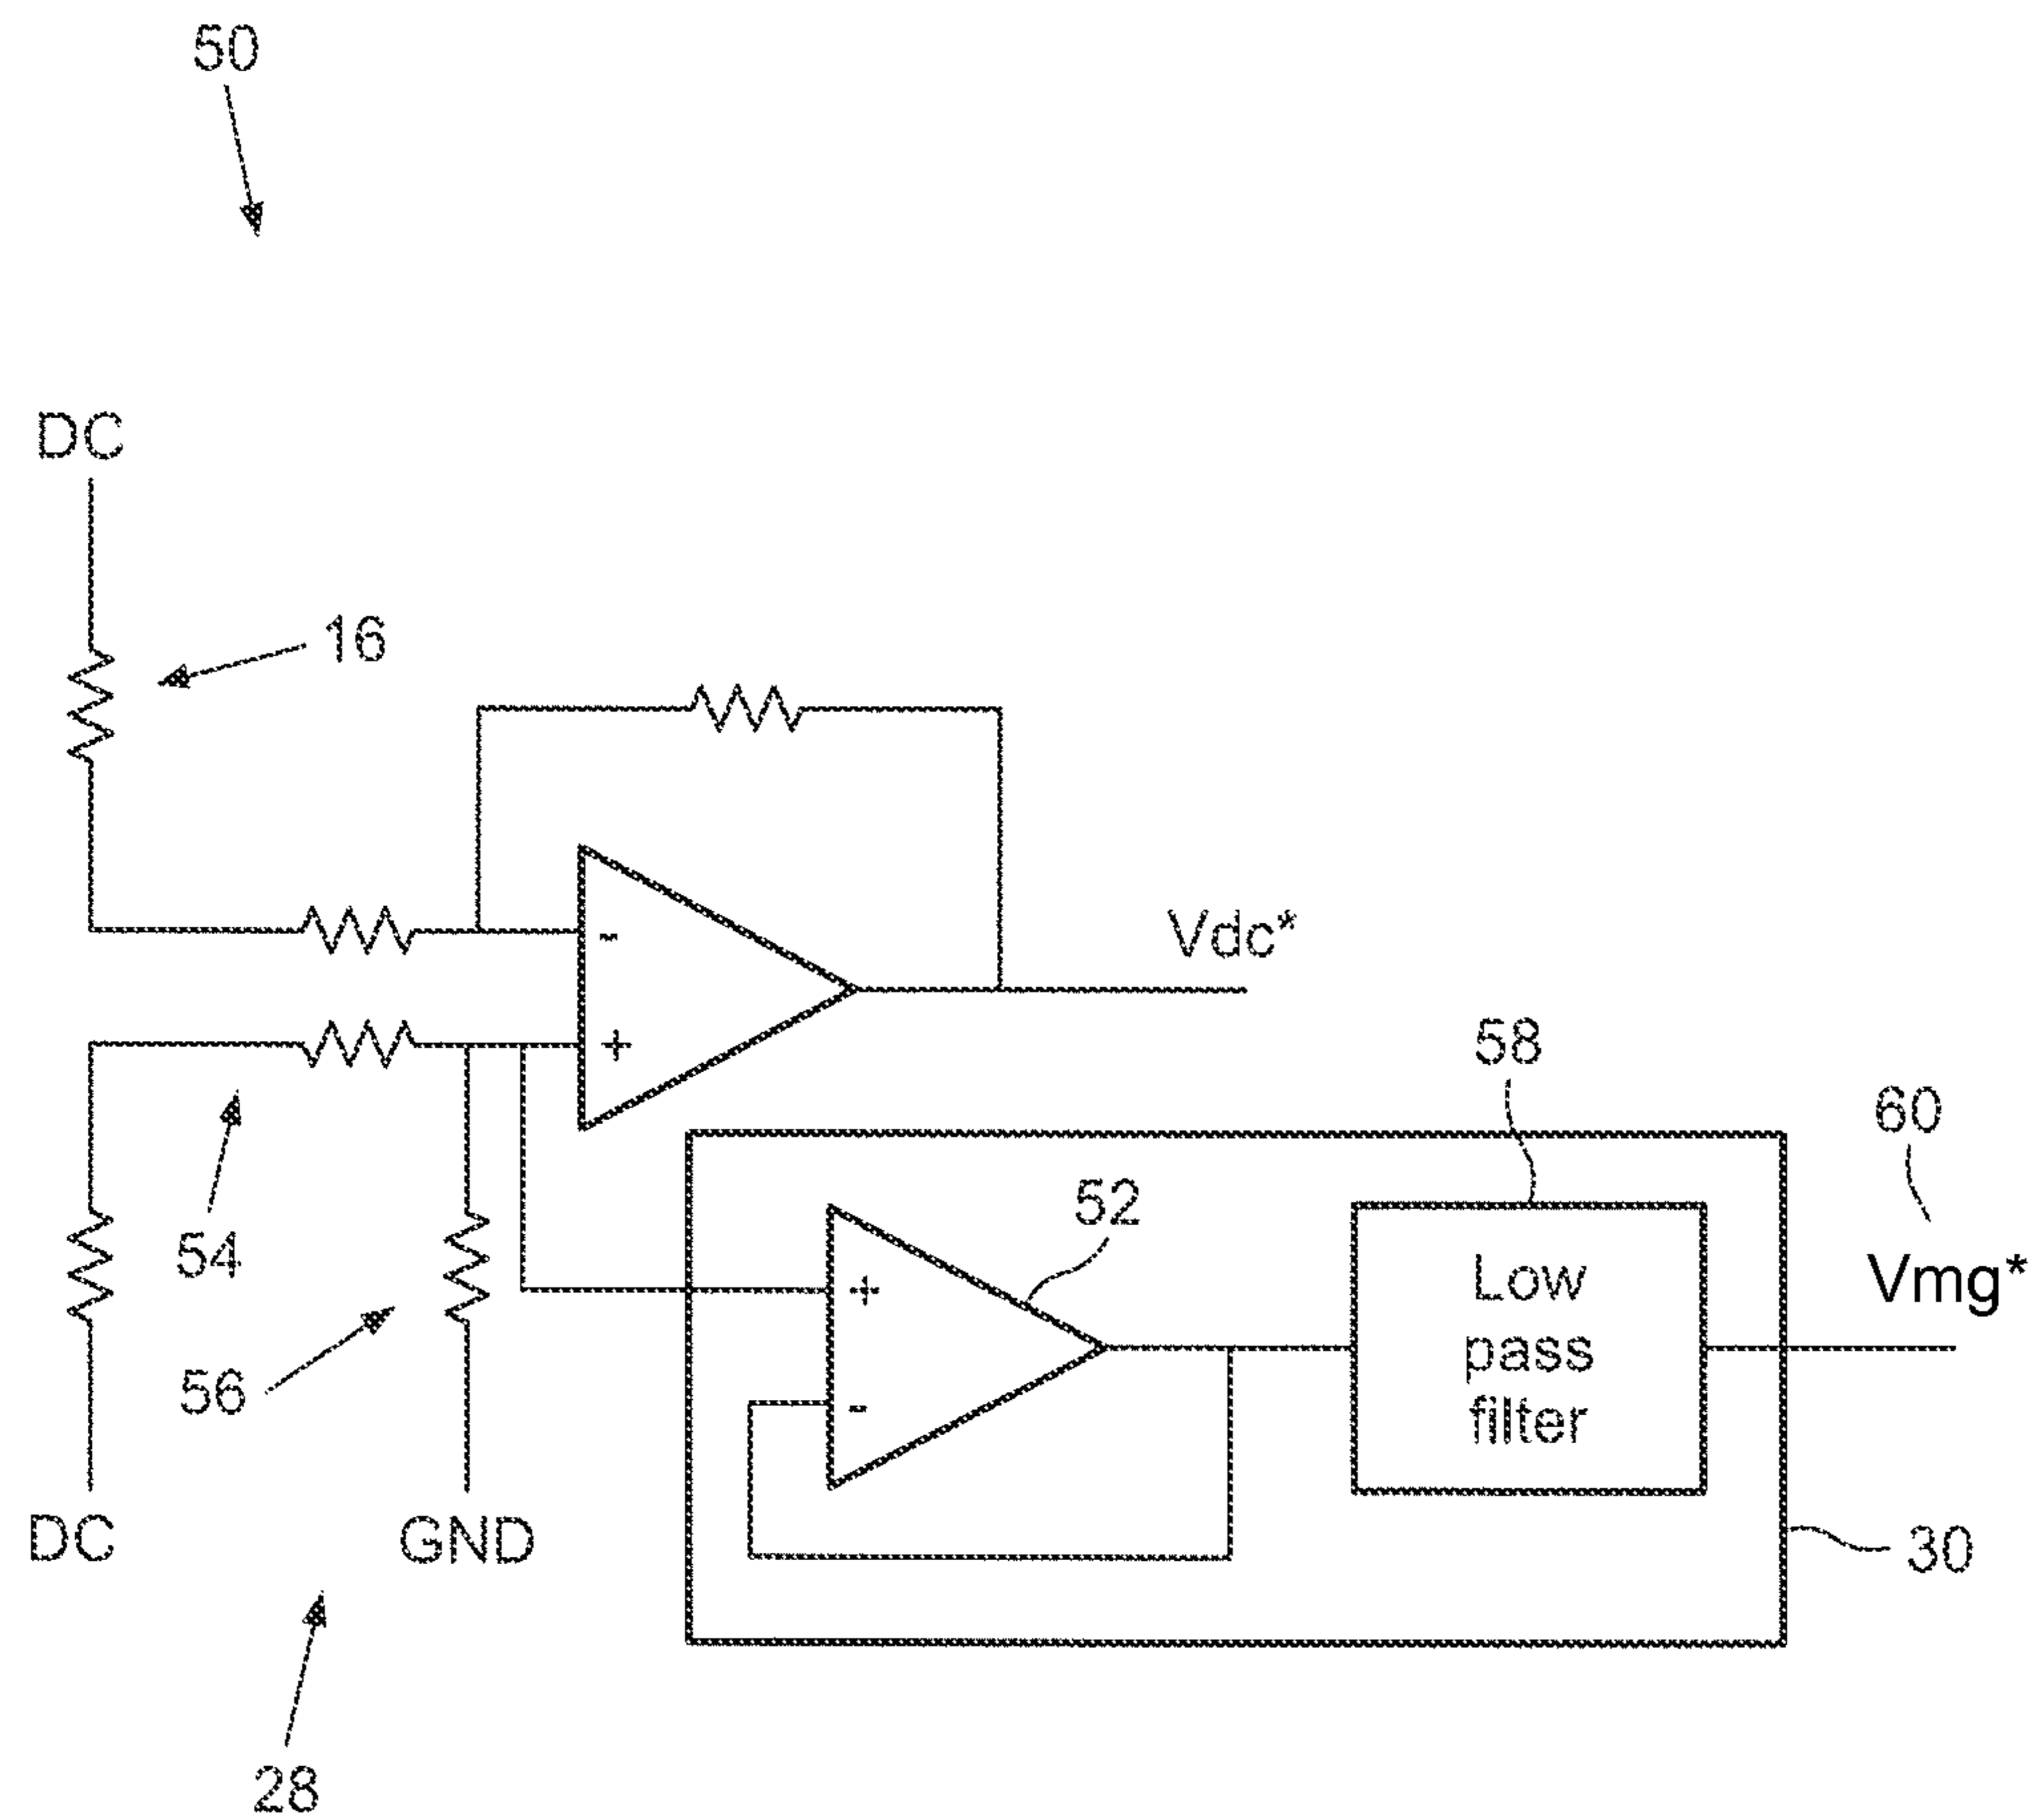 50
DC
16
Vdc*
-
+
58
60
52
54
+
Low
pass
filter
Vmg*
56
-
DC
GND
30
28